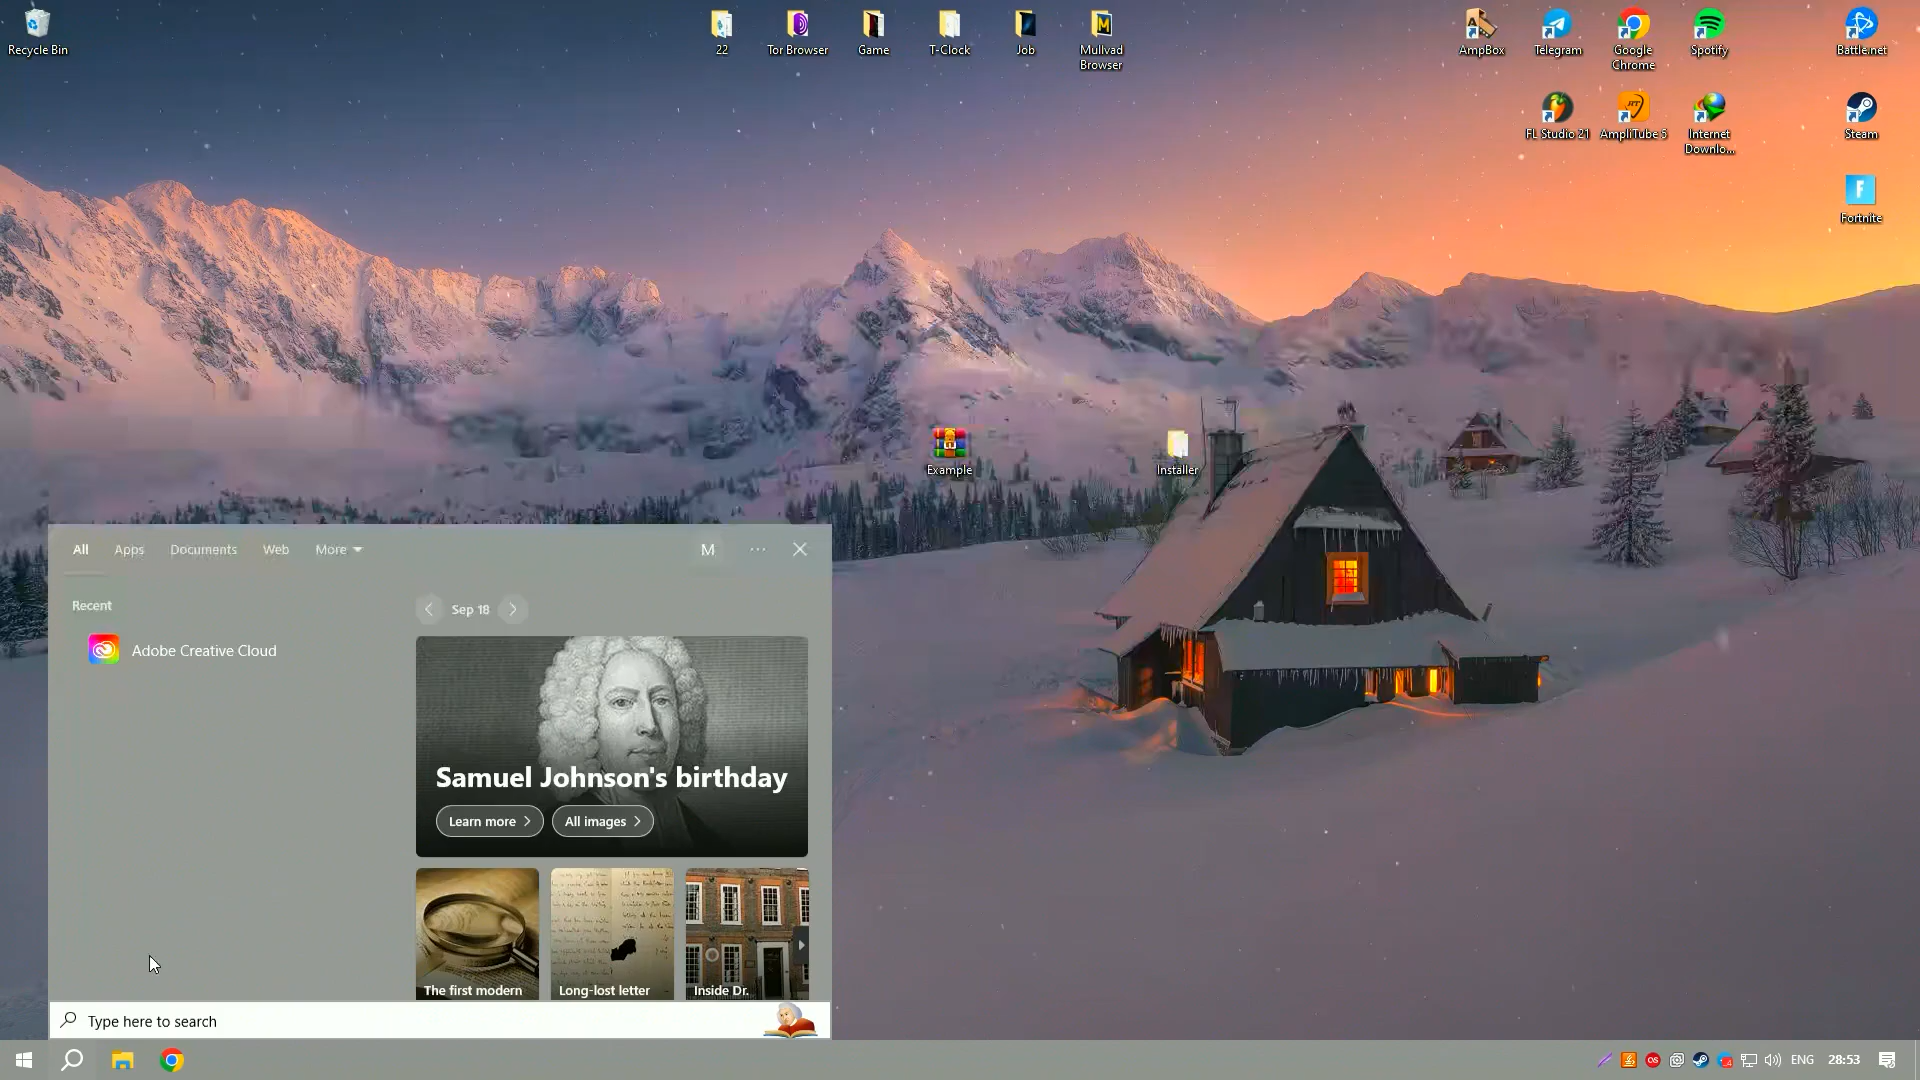 Recycle Bin
22
Tor Browser
Game
T-Clock
Job
Mullvad
Browser
AmpBox
Telegram
Google
Chrome
Spotify
Battle.net
FL Studio 21
AmpliTube 5
Internet
Downlo...
Steam
Fortnite
Example
Installer
All
Apps
Documents
Web
More
M
Recent
Sep 18
Adobe Creative Cloud
Samuel Johnson's birthday
Learn more
All images
The first modern
Long-lost letter
Inside Dr.
Type here to search
ENG
28:53